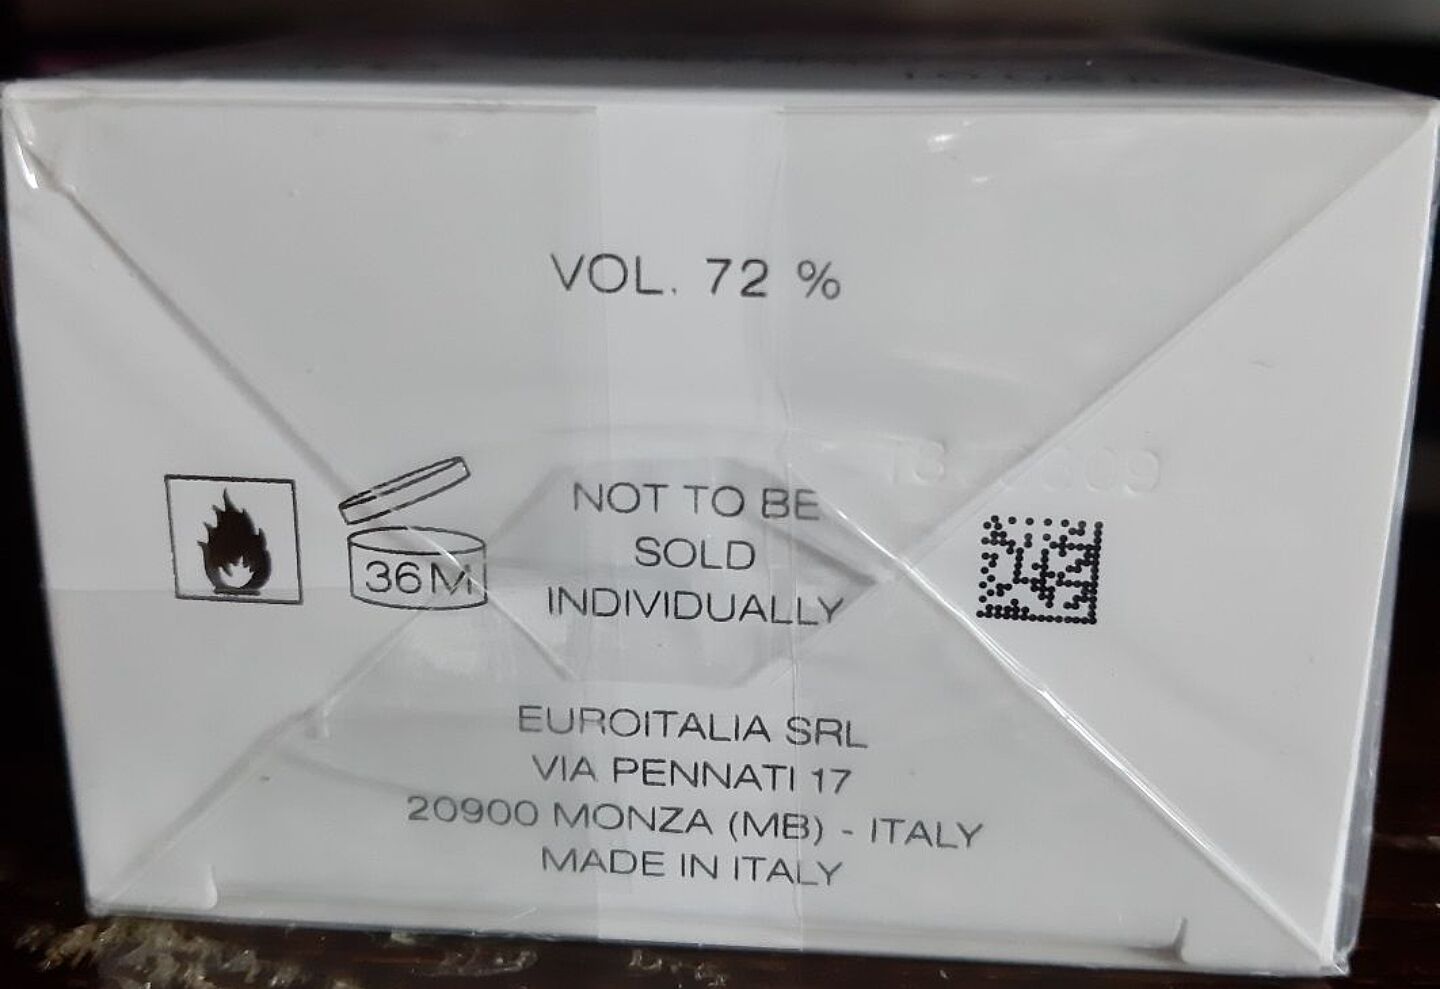 VOL. 72 %
36M
NOT TO BE
SOLD
INDIVIDUALLY
EUROITALIA SRL
VIA PENNATI 17
20900 MONZA (MB) - ITALY
MADE IN ITALY